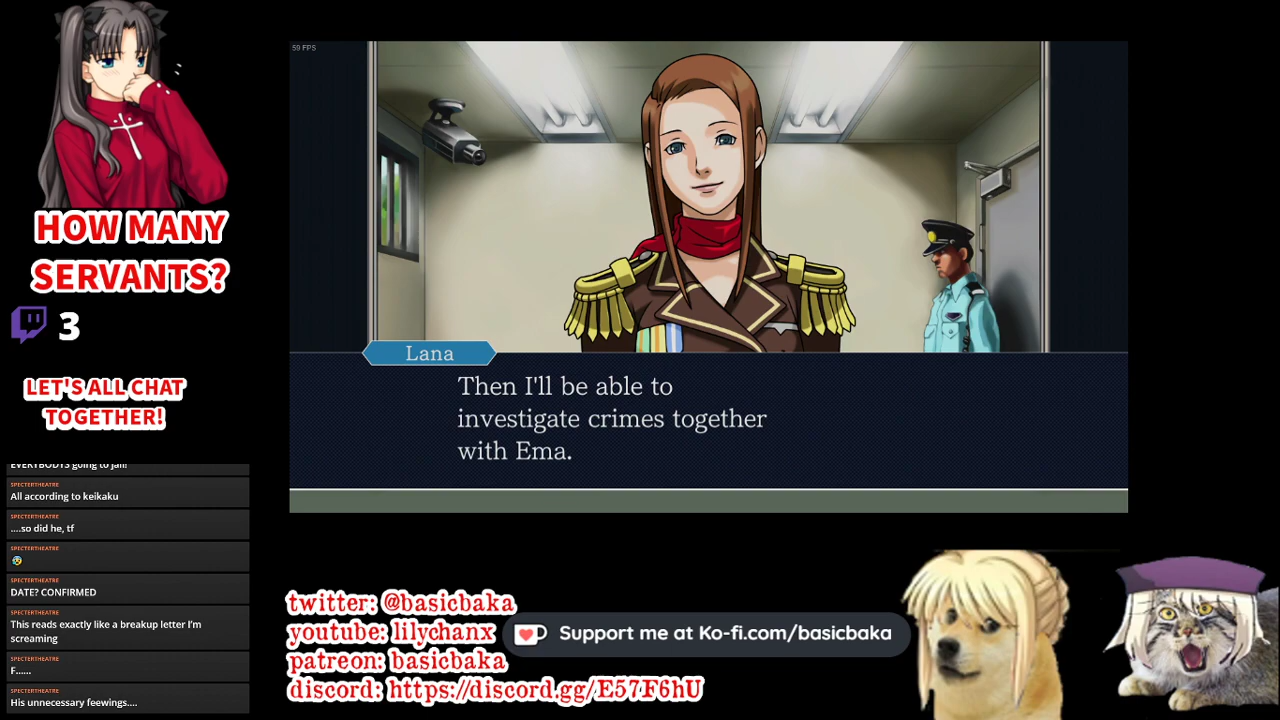 HOW MANY
SERVANTS?
3
LET'S ALL CHAT
TOGETHER!
EVERYBODYS going to jail!
SPECTERTHEATRE
All according to keikaku
SPECTERTHEATRE
....so did he, tf
SPECTERTHEATRE
SPECTERTHEATRE
DATE? CONFIRMED
SPECTERTHEATRE
This reads exactly like a breakup letter I'm
screaming
SPECTERTHEATRE
F......
SPECTERTHEATRE
His unnecessary feewings....
59 FPS
Lana
Then I'll be able to
investigate crimes together
with Ema.
twitter: @basicbaka
youtube: lilychanx
patreon: basicbaka
discord: https://discord.gg/E57F6hU
Support me at Ko-fi.com/basicbaka